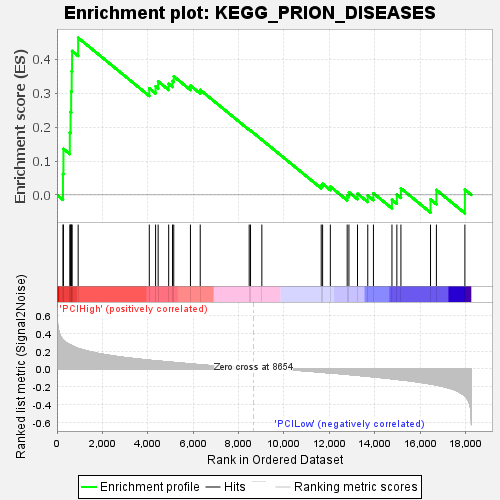 Enrichment plot: KEGG_PRION_DISEASES
Enrichment score (ES)
0.4
0.3
0.2
0.1
0.0
'PCIHigh' (positively correlated)
Ranked list metric (Signal2Noise)
0.6
0.4
0.2
0.0
-0.2
-0.4
-0.6
Zero cross at 8654
'PCILow' (negatively correlated)
0 2,000 4,000 6,000 8,000 10,000 12,000 14,000 16,000 18,000
Rank in Ordered Dataset
Enrichment profile Hits Ranking metric scores